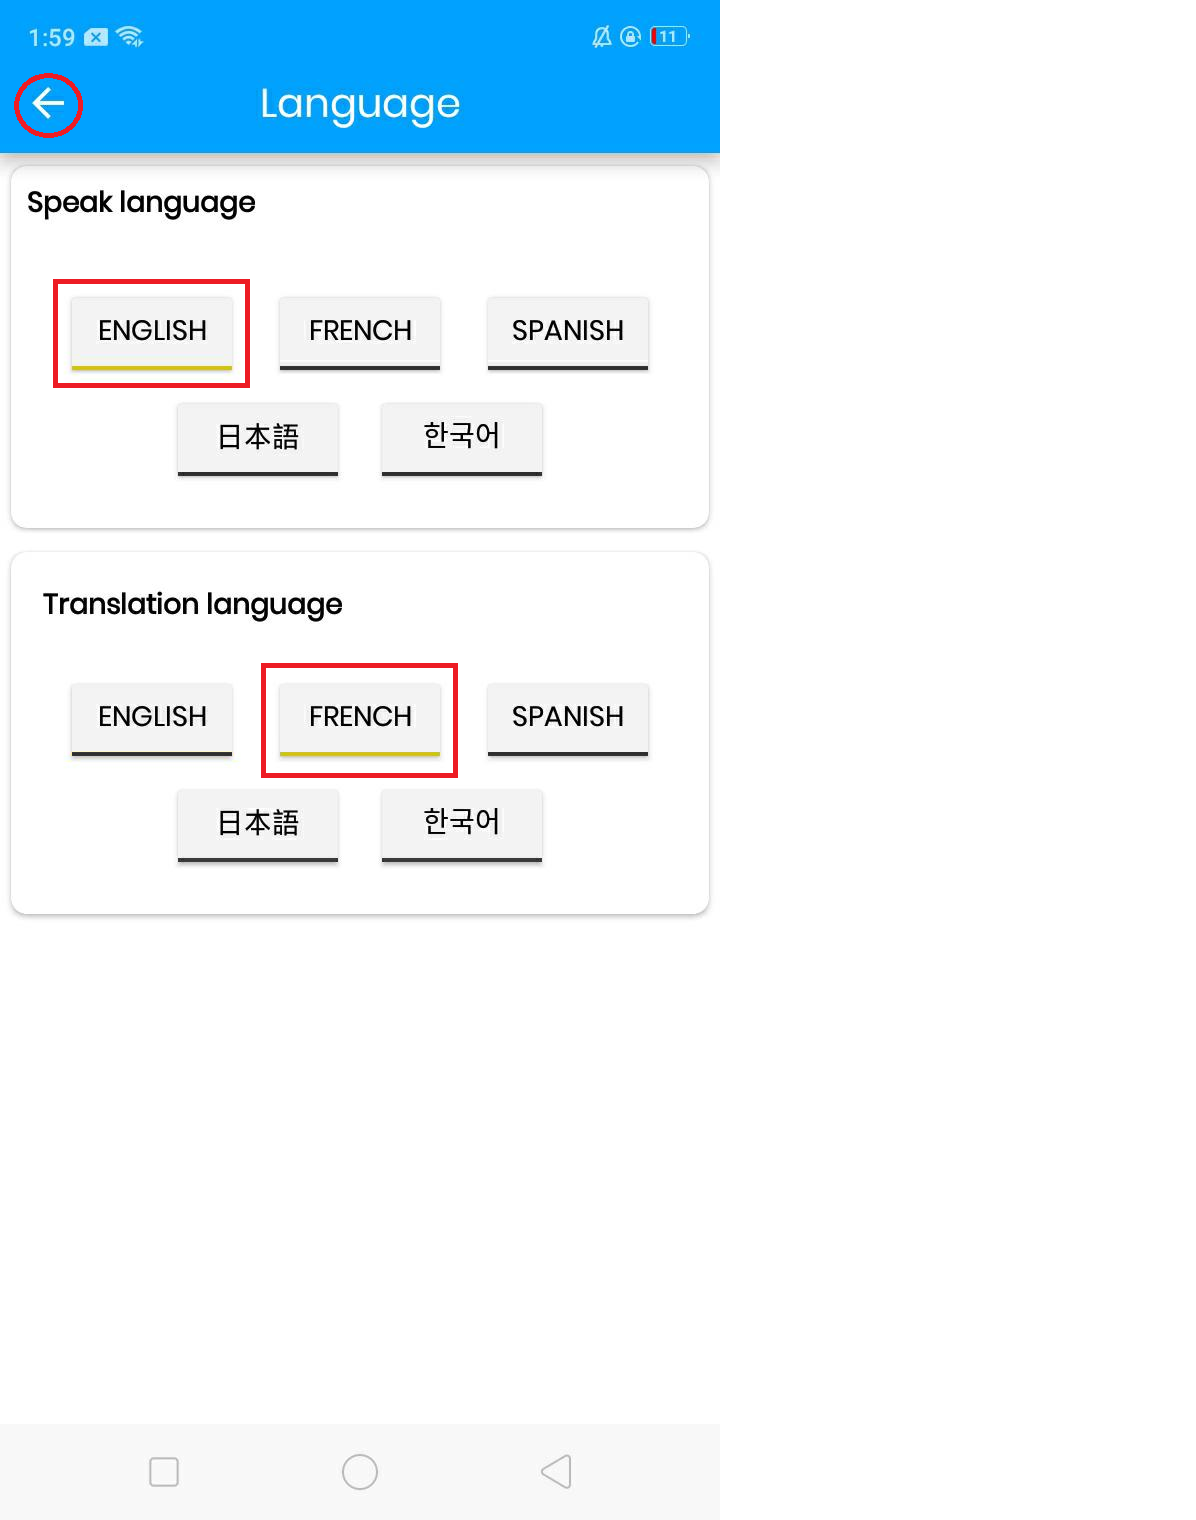 1:59 11
Language
Speak language
ENGLISH FRENCH SPANISH
日本語 한국어
Translation language
ENGLISH FRENCH SPANISH
日本語 한국어